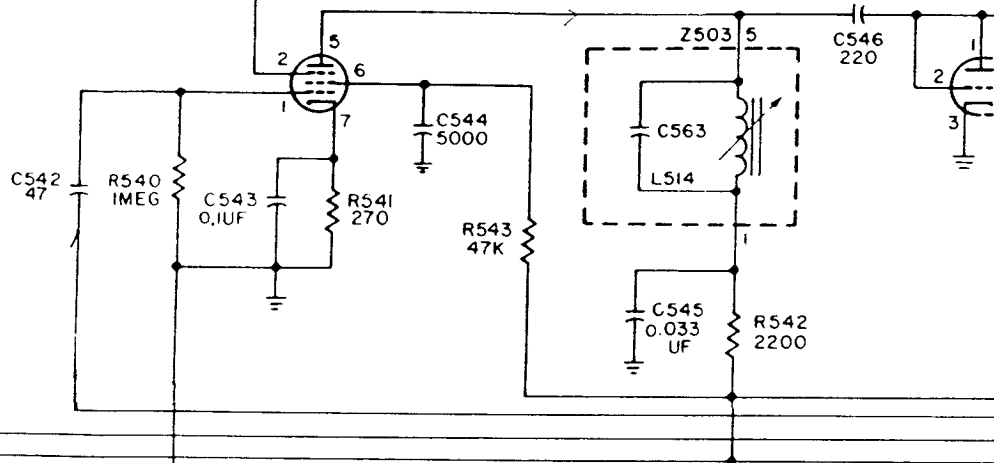 5
Z503 5
C546
220
2
6
1
7
1
2
3
C544
5000
C563
L514
C542
47
R540
1MEG
C543
0.1UF
R541
270
R543
47K
1
C545
0.033
UF
R542
2200